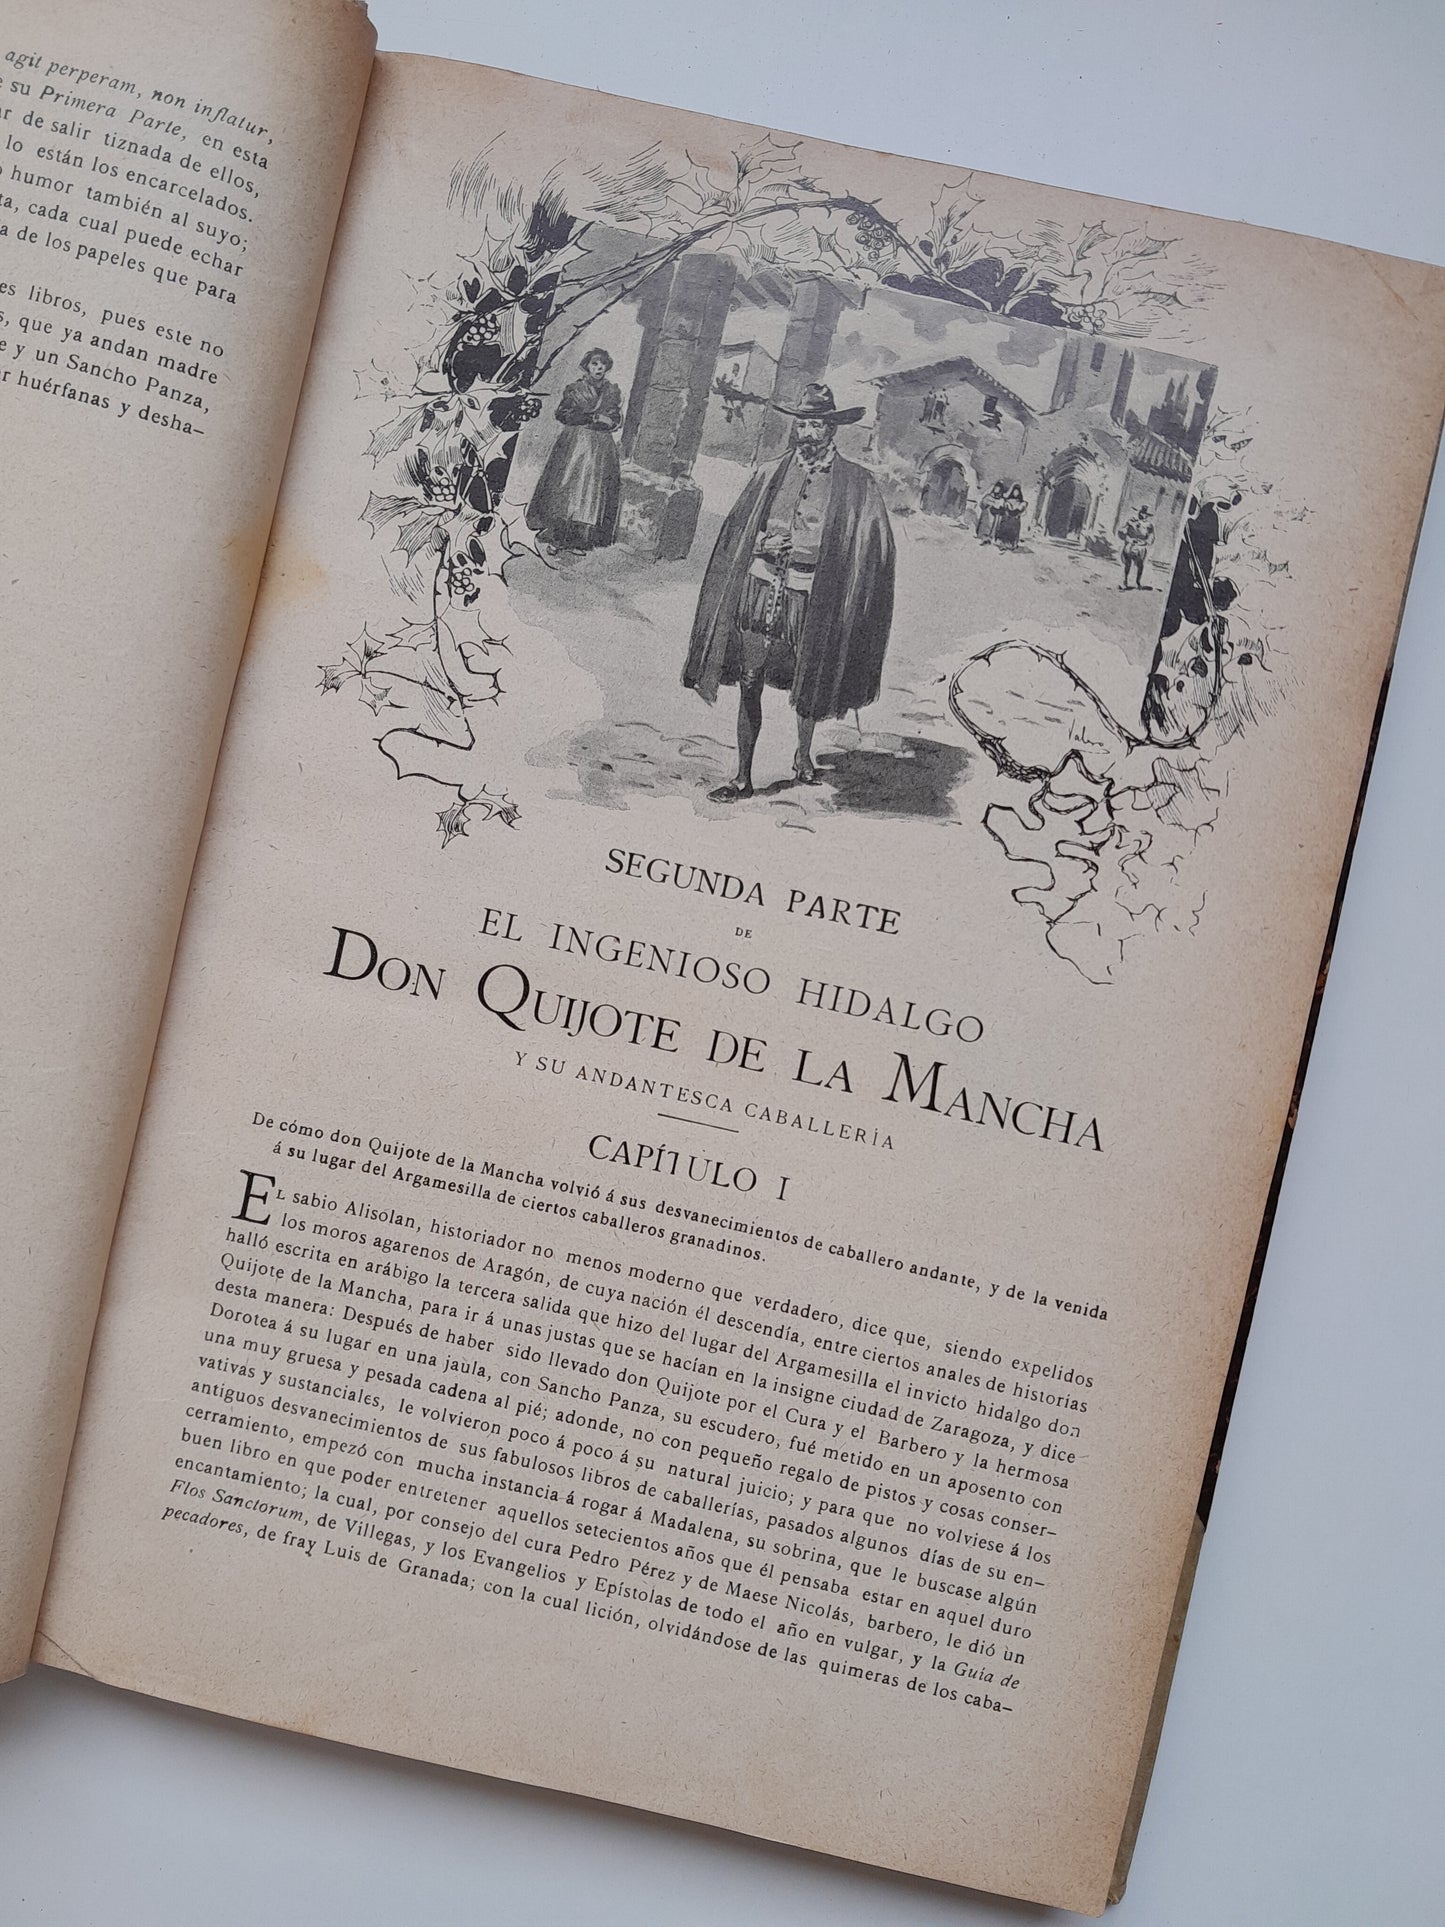 agit perperam, non inflatur,
su Primera Parte, en esta
de salir tiznada de ellos,
lo están los encarcelados.
humor también al suyo;
cada cual puede echar
de los papeles que para
libros, pues este no
que ya andan madre
y un Sancho Panza,
huérfanas y desha-
SEGUNDA PARTE
DE
EL INGENIOSO HIDALGO
DON QUIJOTE DE LA MANCHA
Y SU ANDANTESCA CABALLERÍA
CAPÍTULO I
De cómo don Quijote de la Mancha volvió á sus desvanecimientos de caballero andante, y de la venida
á su lugar del Argamesilla de ciertos caballeros granadinos.
EL sabio Alisolan, historiador no menos moderno que verdadero, dice que, siendo expelidos
los moros agarenos de Aragón, de cuya nación él descendía, entre ciertos anales de historias
halló escrita en arábigo la tercera salida que hizo del lugar del Argamesilla el invicto hidalgo don
Quijote de la Mancha, para ir á unas justas que se hacían en la insigne ciudad de Zaragoza, y dice
desta manera: Después de haber sido llevado don Quijote por el Cura y el Barbero y la hermosa
Dorotea á su lugar en una jaula, con Sancho Panza, su escudero, fué metido en un aposento con
una muy gruesa y pesada cadena al pié; adonde, no con pequeño regalo de pistos y cosas conser-
vativas y sustanciales, le volvieron poco á poco á su natural juicio; y para que no volviese á los
antiguos desvanecimientos de sus fabulosos libros de caballerías, pasados algunos días de su en-
cerramiento, empezó con mucha instancia á rogar á Madalena, su sobrina, que le buscase algún
buen libro en que poder entretener aquellos setecientos años que él pensaba estar en aquel duro
encantamiento; la cual, por consejo del cura Pedro Pérez y de Maese Nicolás, barbero, le dió un
Flos Sanctorum, de Villegas, y los Evangelios y Epístolas de todo el año en vulgar, y la Guía de
pecadores, de fray Luis de Granada; con la cual lición, olvidándose de las quimeras de los caba-